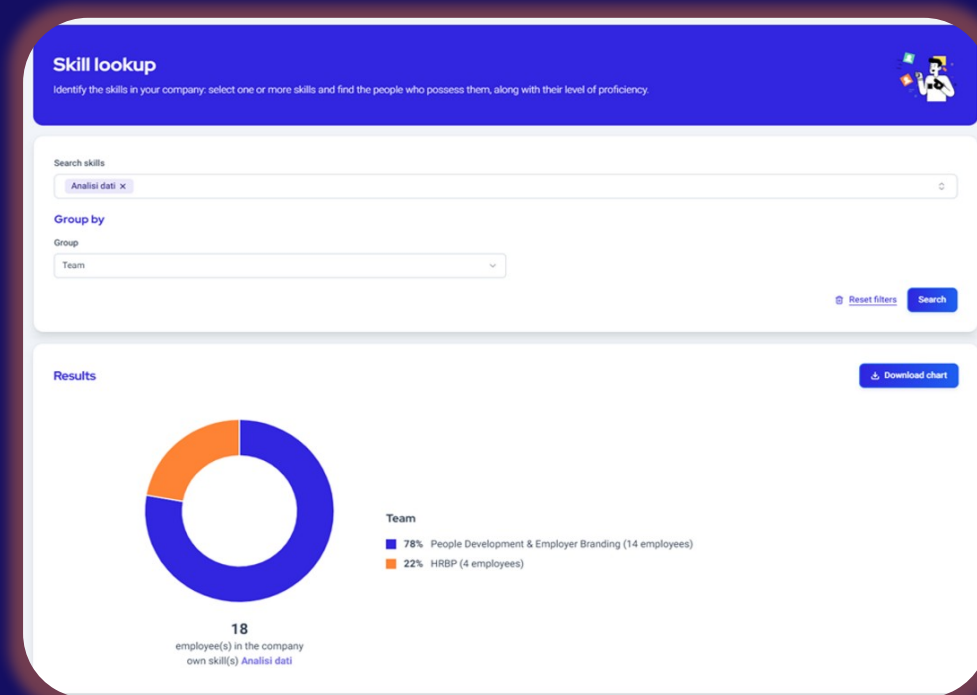 Skill lookup
Identify the skills in your company: select one or more skills and find the people who possess them, along with their level of proficiency.
Search skills
Analisi dati ×
Group by
Group
Team
Reset filters
Search
Results
Download chart
Team
78% People Development & Employer Branding (14 employees)
22% HRBP (4 employees)
18
employee(s) in the company
own skill(s) Analisi dati